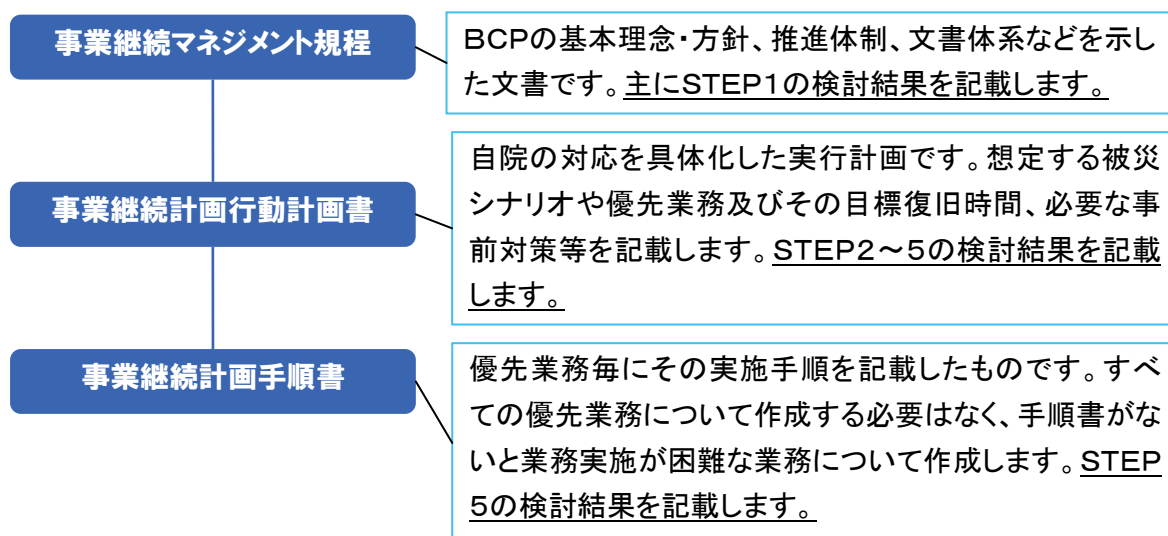 事業継続マネジメント規程
BCPの基本理念・方針、推進体制、文書体系などを示し
た文書です。主にSTEP1の検討結果を記載します。
事業継続計画行動計画書
自院の対応を具体化した実行計画です。想定する被災
シナリオや優先業務及びその目標復旧時間、必要な事
前対策等を記載します。STEP2~5の検討結果を記載
します。
事業継続計画手順書
優先業務毎にその実施手順を記載したものです。すべ
ての優先業務について作成する必要はなく、手順書がな
いと業務実施が困難な業務について作成します。STEP
5の検討結果を記載します。